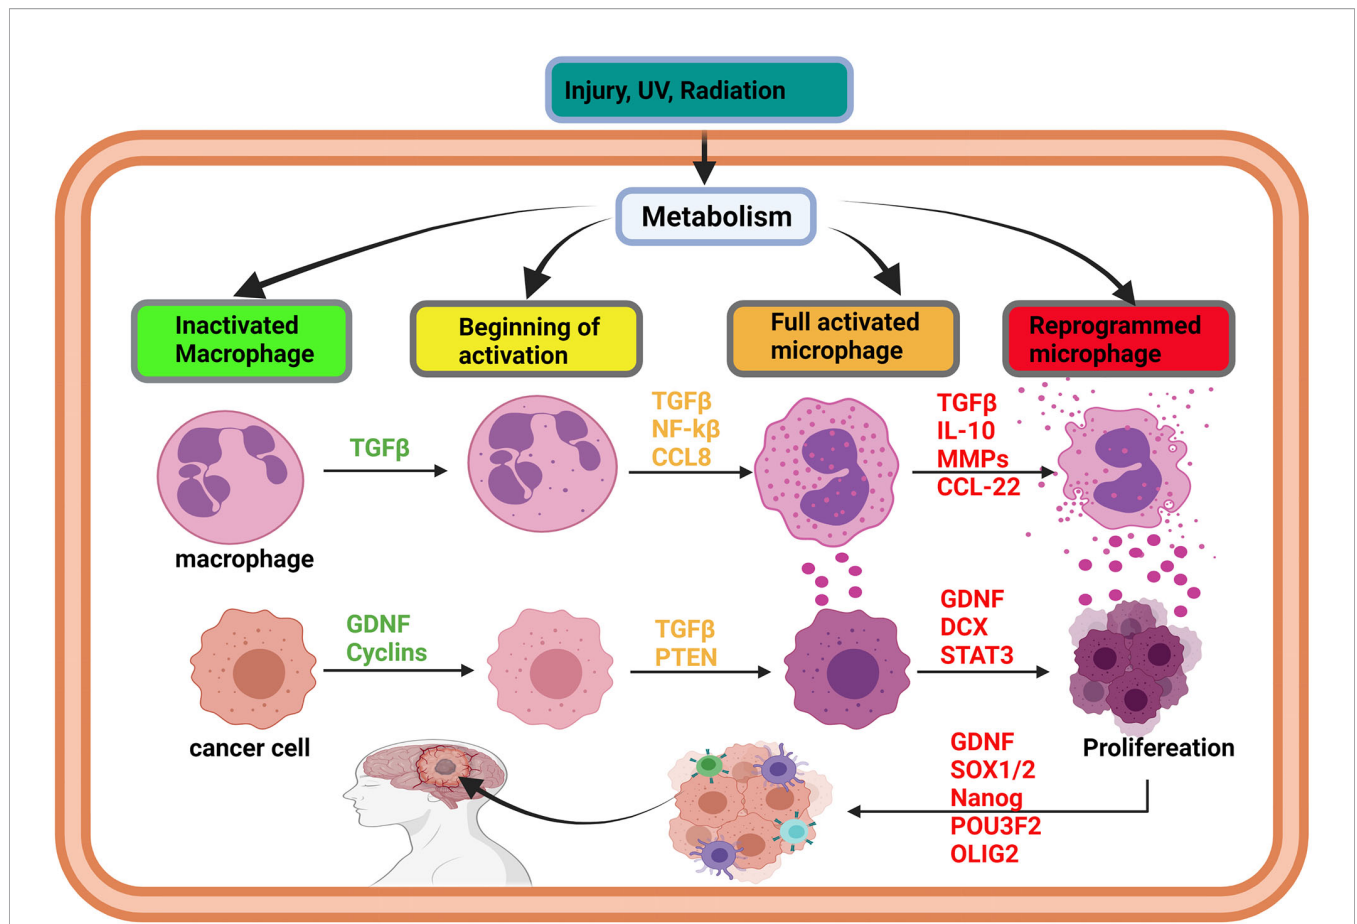 Injury, UV, Radiation
Metabolism
Inactivated
Macrophage
Beginning of
activation
Full activated
microphage
Reprogrammed
microphage
TGFβ
TGFβ
NF-kβ
CCL8
TGFβ
IL-10
MMPs
CCL-22
macrophage
GDNF
Cyclins
TGFβ
PTEN
GDNF
DCX
STAT3
cancer cell
Prolifereation
GDNF
SOX1/2
Nanog
POU3F2
OLIG2